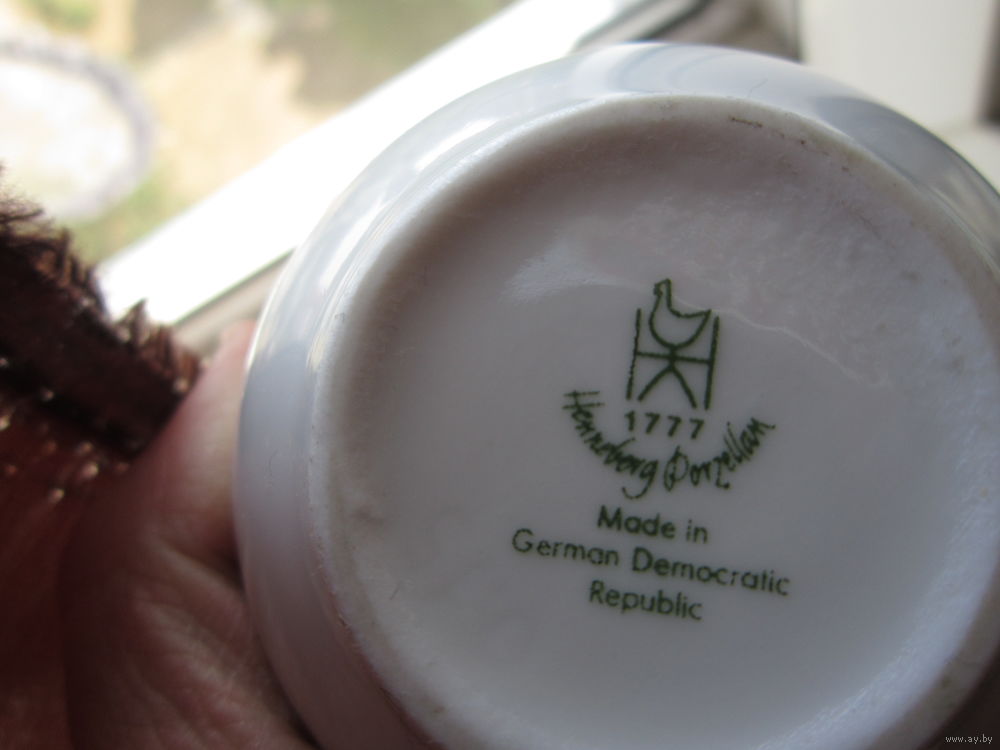 1777
Henneberg Porzellan
Made in
German Democratic
Republic
www.ay.by